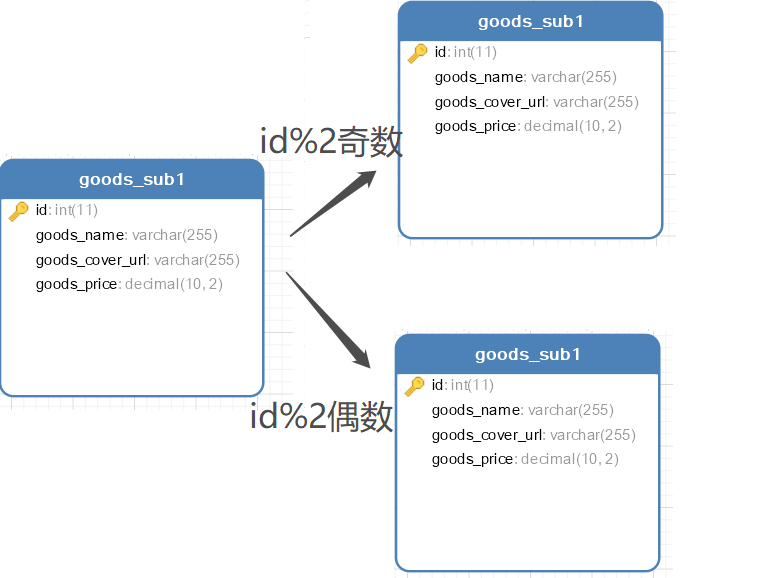 goods_sub1
id: int(11)
goods_name: varchar(255)
goods_cover_url: varchar(255)
goods_price: decimal(10, 2)
id%2奇数
goods_sub1
id: int(11)
goods_name: varchar(255)
goods_cover_url: varchar(255)
goods_price: decimal(10, 2)
id%2偶数
goods_sub1
id: int(11)
goods_name: varchar(255)
goods_cover_url: varchar(255)
goods_price: decimal(10, 2)